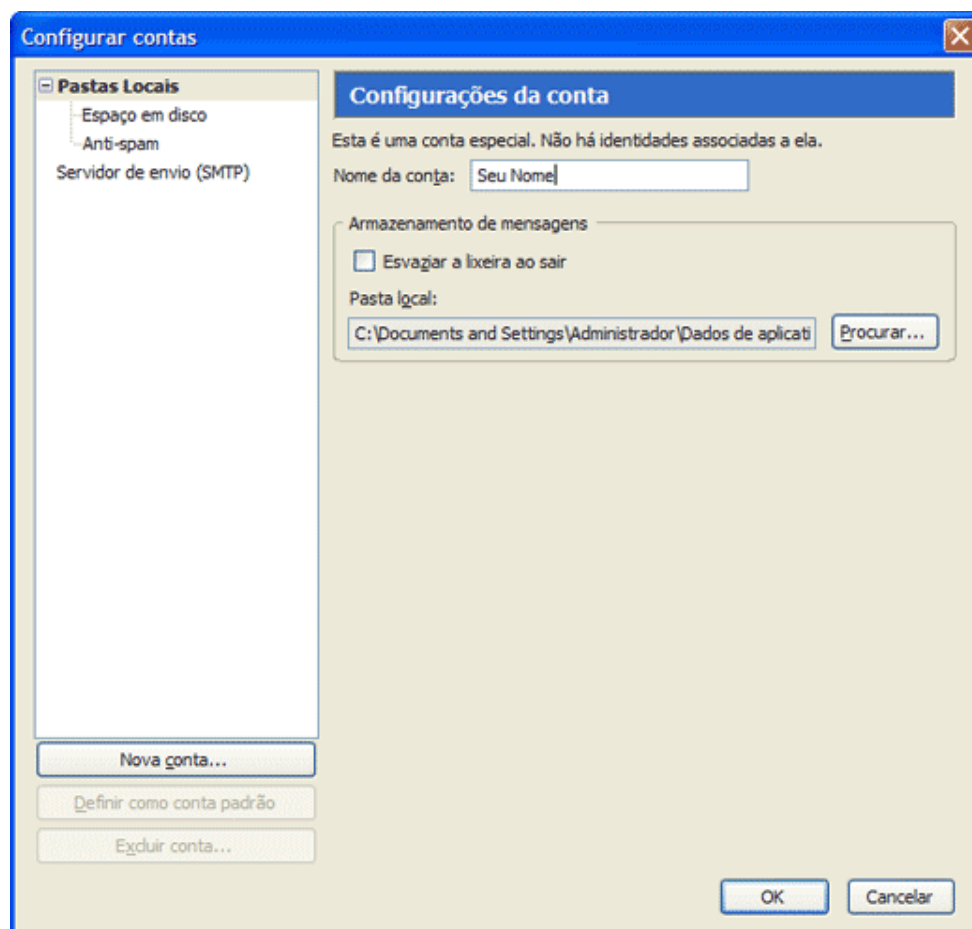 Configurar contas
Pastas Locais
Espaço em disco
Anti-spam
Servidor de envio (SMTP)
Nova conta...
Definir como conta padrão
Excluir conta...
Configurações da conta
Esta é uma conta especial. Não há identidades associadas a ela.
Nome da conta: Seu Nome
Armazenamento de mensagens
Esvaziar a lixeira ao sair
Pasta local:
C:\Documents and Settings\Administrador\Dados de aplicati Procurar...
OK Cancelar